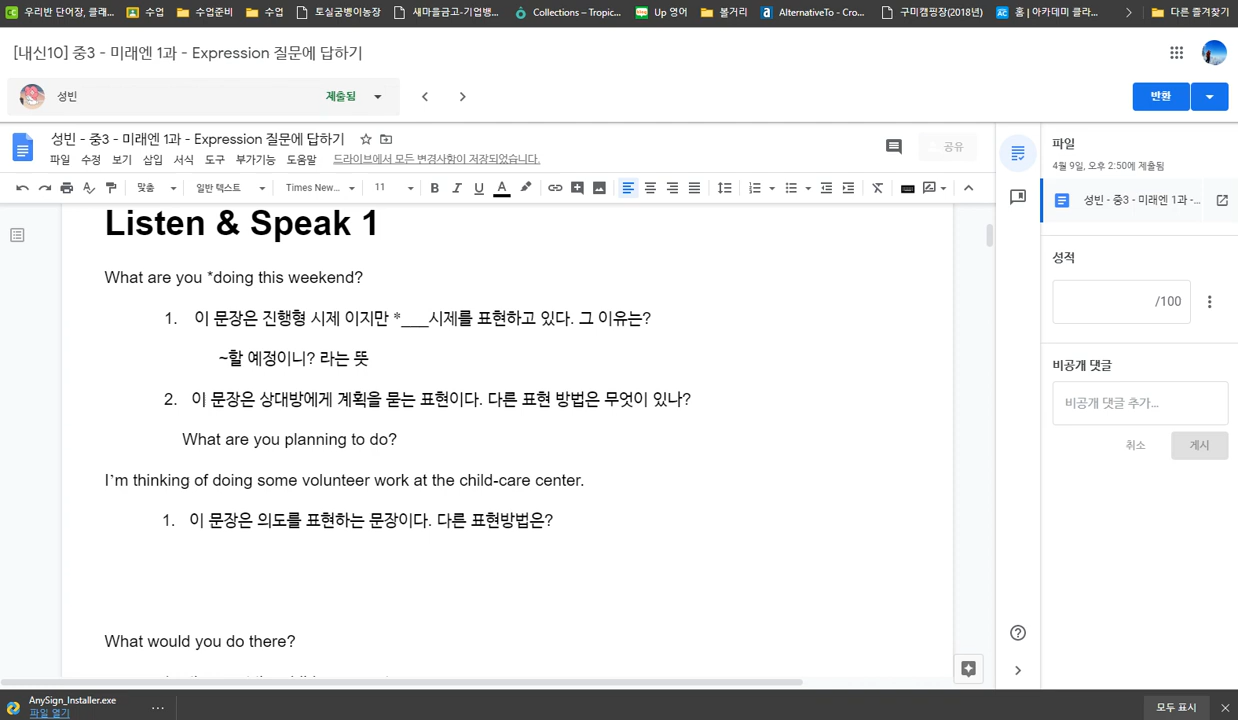 우리반 단어장, 클래... 수업 수업준비 수업 토실굼벵이농장 새마을금고-기업뱅... Collections – Tropic... Up 영어 볼거리 AlternativeTo - Cro... 구미캠핑장(2018년) 홈 | 아카데미 클라... 다른 즐겨찾기
[내신10] 중3 - 미래엔 1과 - Expression 질문에 답하기
성빈 제출됨
반환
성빈 - 중3 - 미래엔 1과 - Expression 질문에 답하기
공유
파일 수정 보기 삽입 서식 도구 부가기능 도움말 드라이브에서 모든 변경사항이 저장되었습니다.
맞춤 일반 텍스트 Times New... 11 B I U A
Listen & Speak 1
What are you *doing this weekend?
1. 이 문장은 진행형 시제 이지만 *___시제를 표현하고 있다. 그 이유는?
~할 예정이니? 라는 뜻
2. 이 문장은 상대방에게 계획을 묻는 표현이다. 다른 표현 방법은 무엇이 있나?
What are you planning to do?
I’m thinking of doing some volunteer work at the child-care center.
1. 이 문장은 의도를 표현하는 문장이다. 다른 표현방법은?
What would you do there?
파일
4월 9일, 오후 2:50에 제출됨
성빈 - 중3 - 미래엔 1과 -...
성적
/100
비공개 댓글
비공개 댓글 추가...
취소 게시
AnySign_Installer.exe
파일 열기
모두 표시